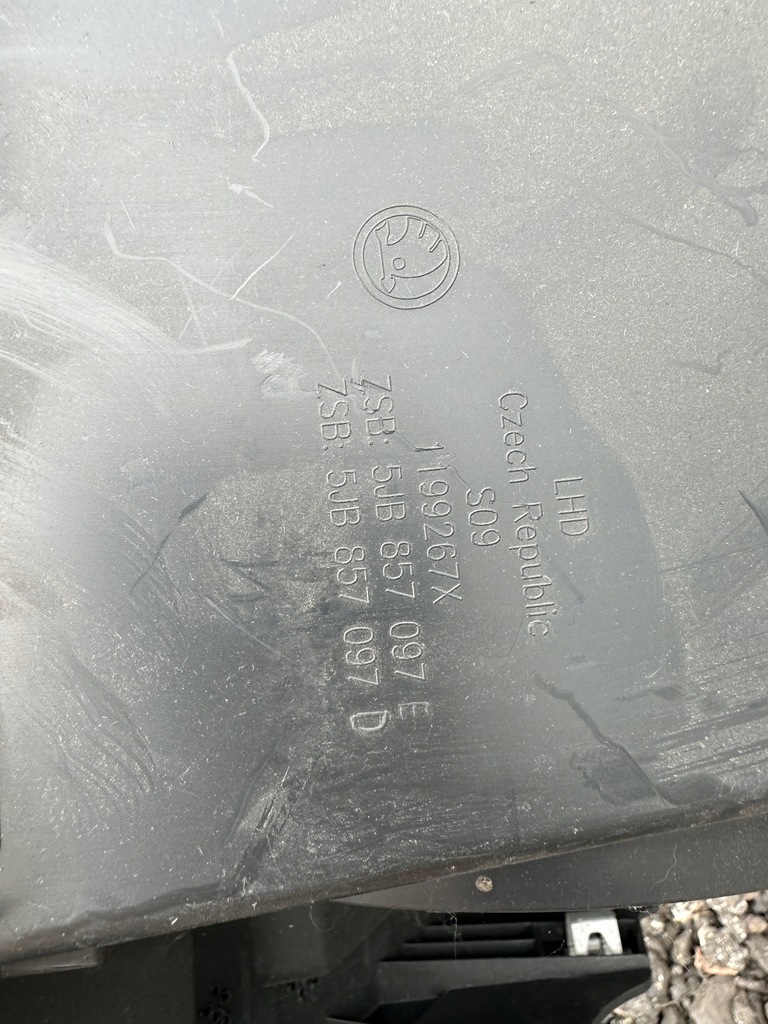 LHD
Czech Republic
S09
1199267X
ZSB: 5JB 857 097 E
ZSB: 5JB 857 097 D